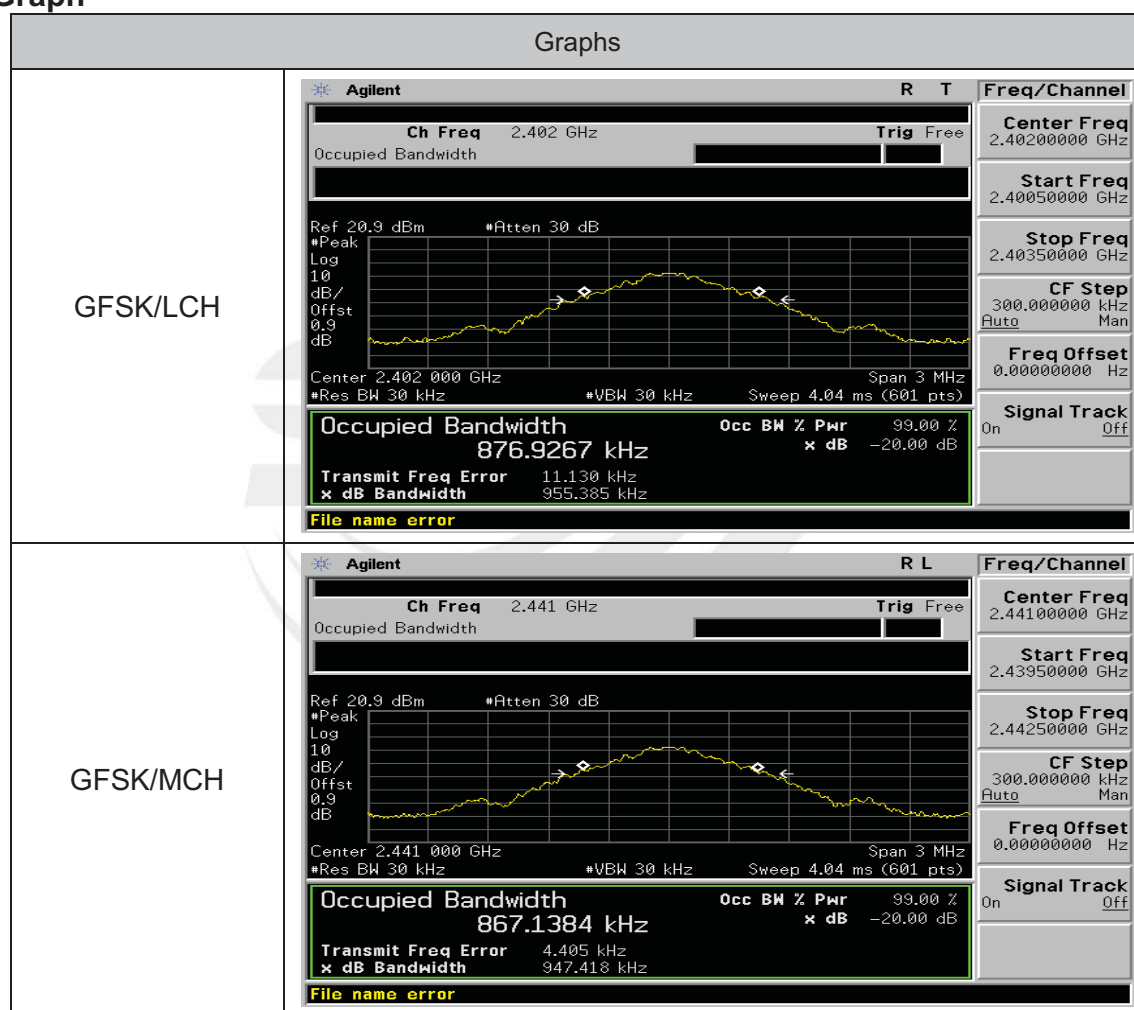 Graph
Graphs
GFSK/LCH
Agilent R T Freq/Channel
Ch Freq 2.402 GHz Trig Free
Occupied Bandwidth
Center Freq
2.40200000 GHz
Start Freq
2.40050000 GHz
Stop Freq
2.40350000 GHz
CF Step
300.000000 kHz
Auto Man
Freq Offset
0.00000000 Hz
Signal Track
On Off
Ref 20.9 dBm #Atten 30 dB
#Peak
Log
10
dB/
Offst
0.9
dB
Center 2.402 000 GHz Span 3 MHz
#Res BW 30 kHz #VBW 30 kHz Sweep 4.04 ms (601 pts)
Occupied Bandwidth Occ BW % Pwr 99.00 %
876.9267 kHz x dB -20.00 dB
Transmit Freq Error 11.130 kHz
x dB Bandwidth 955.385 kHz
File name error
GFSK/MCH
Agilent R L Freq/Channel
Ch Freq 2.441 GHz Trig Free
Occupied Bandwidth
Center Freq
2.44100000 GHz
Start Freq
2.43950000 GHz
Stop Freq
2.44250000 GHz
CF Step
300.000000 kHz
Auto Man
Freq Offset
0.00000000 Hz
Signal Track
On Off
Ref 20.9 dBm #Atten 30 dB
#Peak
Log
10
dB/
Offst
0.9
dB
Center 2.441 000 GHz Span 3 MHz
#Res BW 30 kHz #VBW 30 kHz Sweep 4.04 ms (601 pts)
Occupied Bandwidth Occ BW % Pwr 99.00 %
867.1384 kHz x dB -20.00 dB
Transmit Freq Error 4.405 kHz
x dB Bandwidth 947.418 kHz
File name error